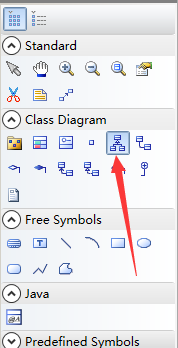 Standard
Class Diagram
Free Symbols
Java
Predefined Symbols